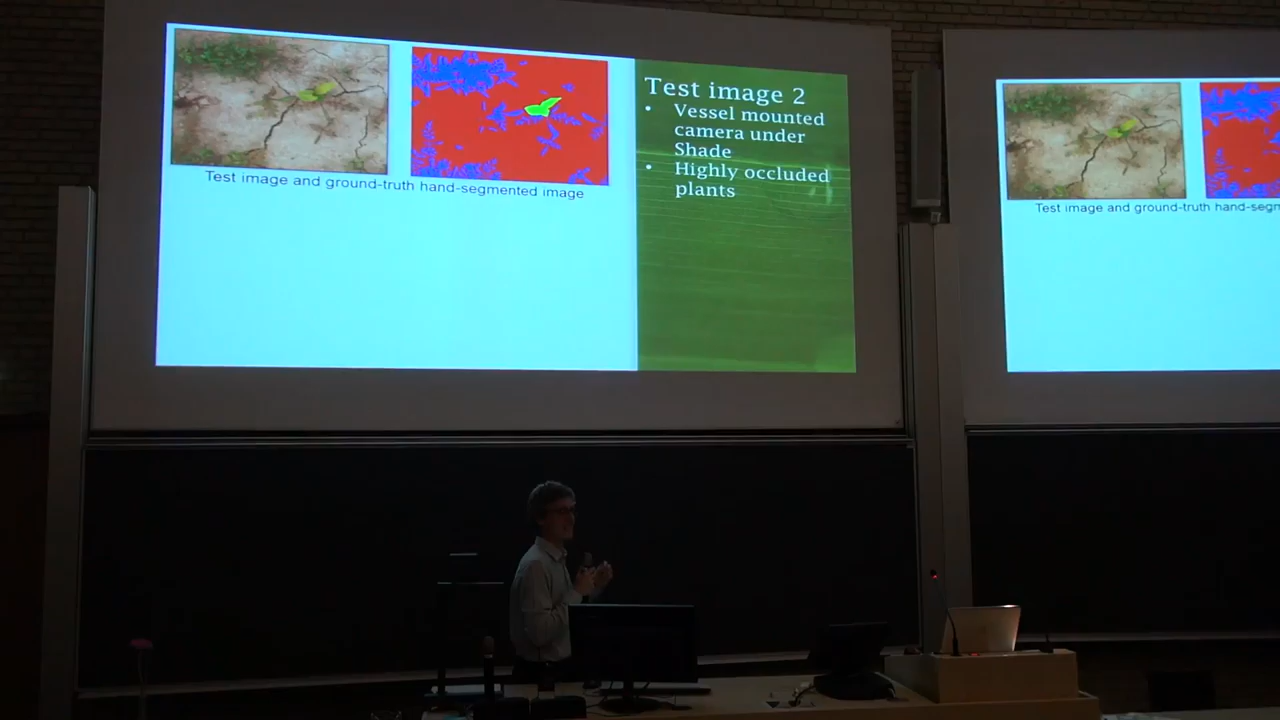 Test image 2
• Vessel mounted
camera under
Shade
• Highly occluded
plants
Test image and ground-truth hand-segmented image
Test image and ground-truth hand-segm